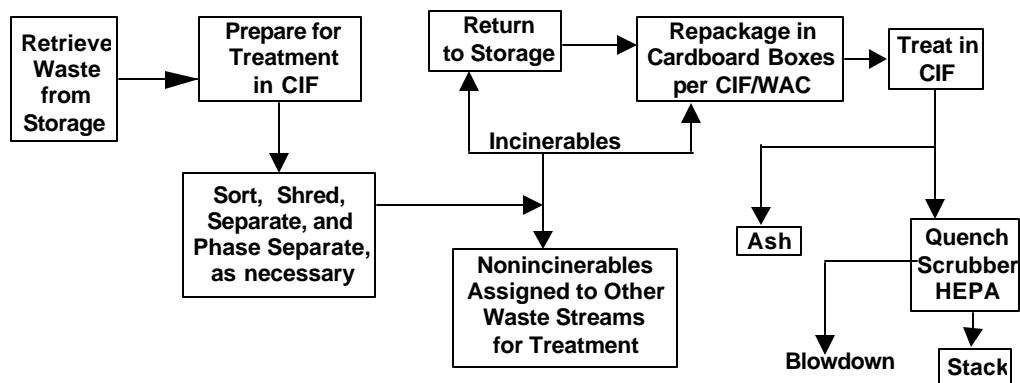 Retrieve
Waste
from
Storage
Prepare for
Treatment
in CIF
Sort, Shred,
Separate, and
Phase Separate,
as necessary
Return
to Storage
Incinerables
Nonincinerables
Assigned to Other
Waste Streams
for Treatment
Repackage in
Cardboard Boxes
per CIF/WAC
Treat in
CIF
Ash
Quench
Scrubber
HEPA
Blowdown
Stack